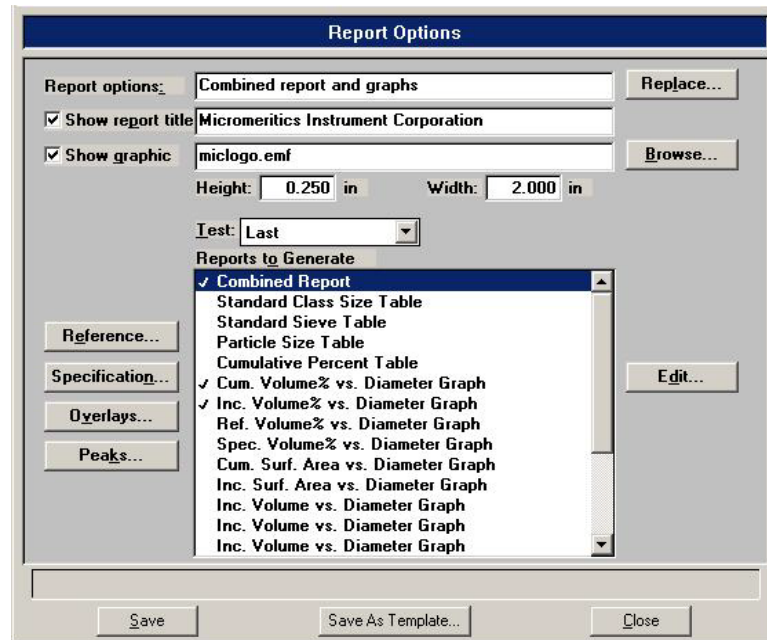 Report Options
Report options: Combined report and graphs Replace...
Show report title Micromeritics Instrument Corporation
Show graphic miclogo.emf Browse...
Height: 0.250 in Width: 2.000 in
Test: Last
Reports to Generate
Combined Report
Standard Class Size Table
Standard Sieve Table
Reference... Particle Size Table
Cumulative Percent Table
Specification... Cum. Volume% vs. Diameter Graph Edit...
Inc. Volume% vs. Diameter Graph
Overlays... Ref. Volume% vs. Diameter Graph
Spec. Volume% vs. Diameter Graph
Peaks... Cum. Surf. Area vs. Diameter Graph
Inc. Surf. Area vs. Diameter Graph
Inc. Volume vs. Diameter Graph
Inc. Volume vs. Diameter Graph
Inc. Volume vs. Diameter Graph
Save Save As Template... Close